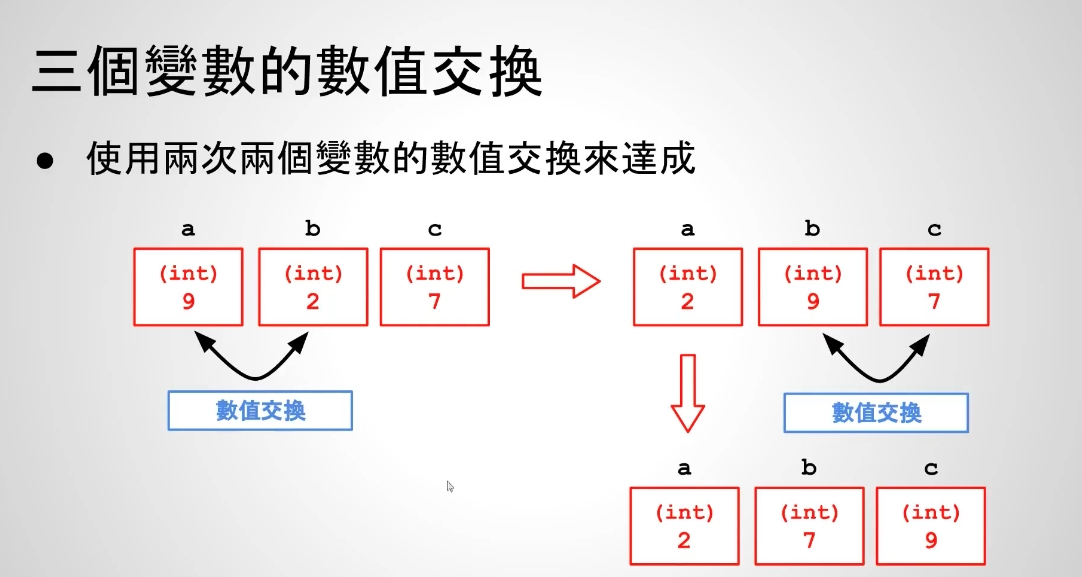 三個變數的數值交換
● 使用兩次兩個變數的數值交換來達成
a b c
(int) (int) (int)
9 2 7
數值交換
a b c
(int) (int) (int)
2 9 7
數值交換
a b c
(int) (int) (int)
2 7 9